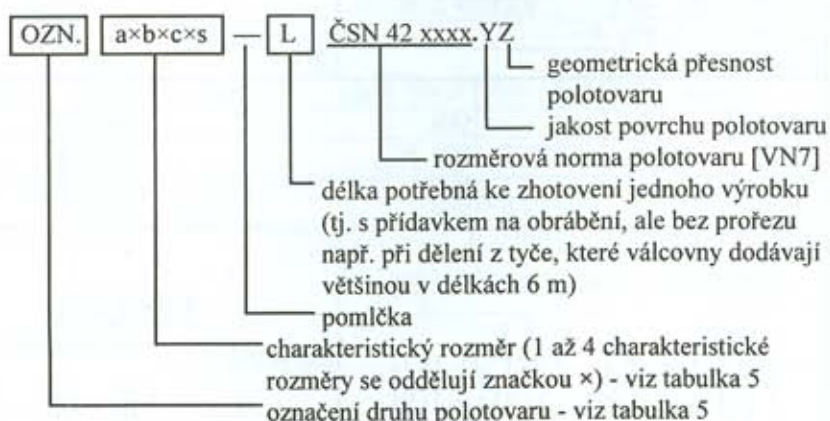 OZN. a×b×c×s — L ČSN 42 xxxx.YZ
geometrická přesnost
polotovaru
jakost povrchu polotovaru
rozměrová norma polotovaru [VN7]
délka potřebná ke zhotovení jednoho výrobku
(tj. s přídavkem na obrábění, ale bez prořezu
např. při dělení z tyče, které válcovny dodávají
většinou v délkách 6 m)
pomlčka
charakteristický rozměr (1 až 4 charakteristické
rozměry se oddělují značkou ×) - viz tabulka 5
označení druhu polotovaru - viz tabulka 5